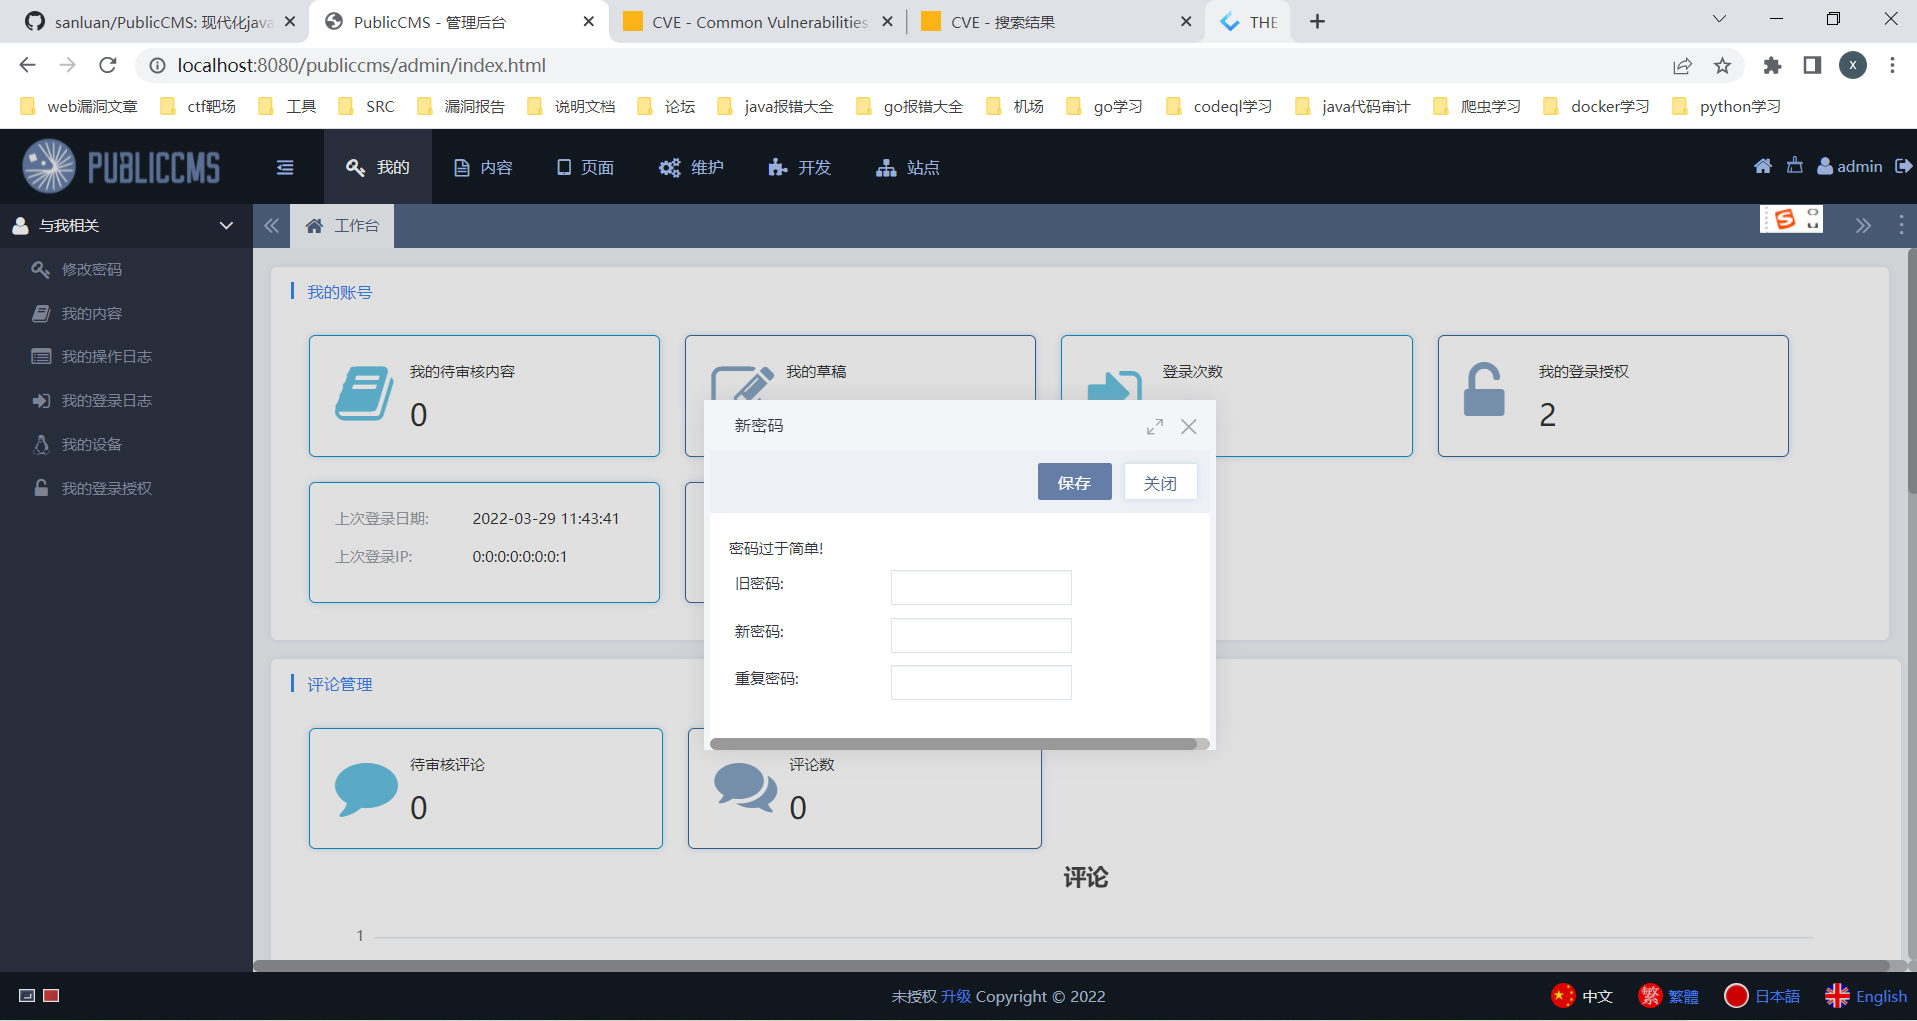 sanluan/PublicCMS: 现代化java
PublicCMS - 管理后台
CVE - Common Vulnerabilities
CVE - 搜索结果
THE
localhost:8080/publiccms/admin/index.html
X
web漏洞文章 ctf靶场 工具 SRC 漏洞报告 说明文档 论坛 java报错大全 go报错大全 机场 go学习 codeql学习 java代码审计 爬虫学习 docker学习 python学习
PUBLICCMS
我的 内容 页面 维护 开发 站点
admin
与我相关
工作台
S
修改密码
我的内容
我的操作日志
我的登录日志
我的设备
我的登录授权
我的账号
我的待审核内容
0
我的草稿
登录次数
我的登录授权
2
上次登录日期: 2022-03-29 11:43:41
上次登录IP: 0:0:0:0:0:0:0:1
新密码
保存 关闭
密码过于简单!
旧密码:
新密码:
重复密码:
评论管理
待审核评论
0
评论数
0
评论
1
未授权 升级 Copyright © 2022
中文
繁 繁體
日本語
English